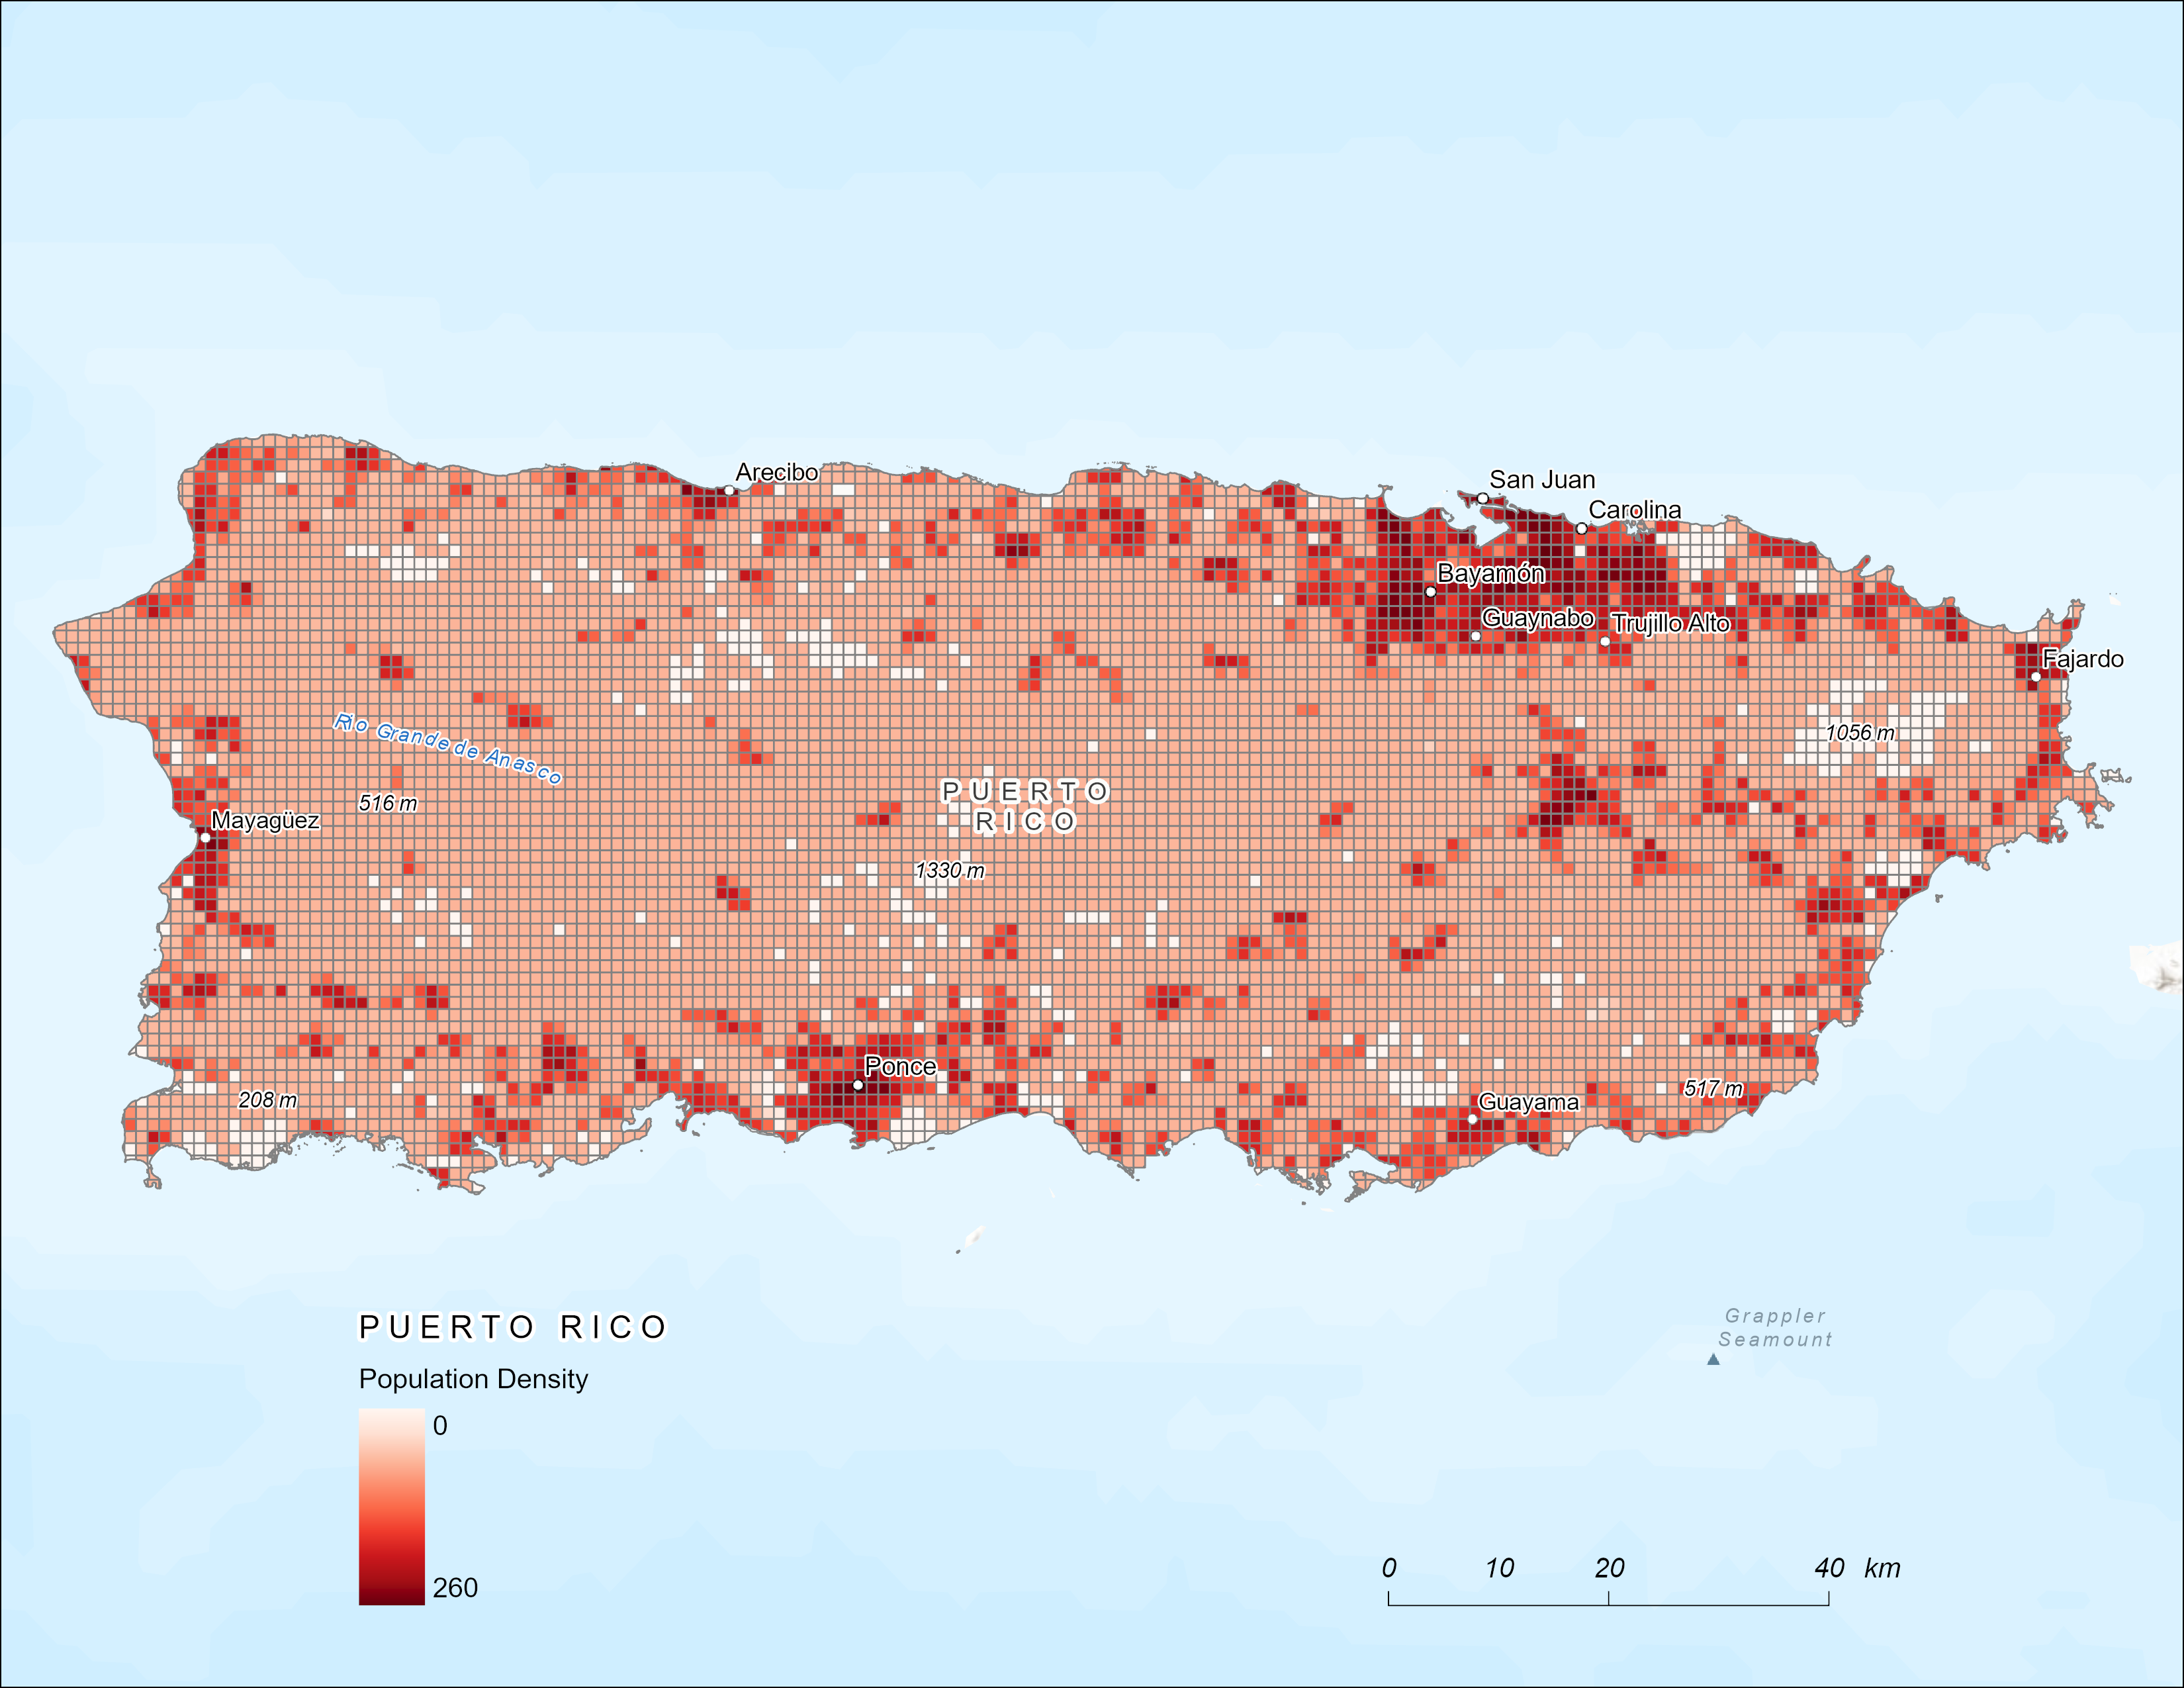 Arecibo
San Juan
Carolina
Bayamón
Guaynabo
Trujillo Alto
Fajardo
Rio Grande de Anasco
1056 m
516 m
PUERTO
RICO
Mayagüez
1330 m
Ponce
208 m
517 m
Guayama
PUERTO RICO
Population Density
0
260
Grappler
Seamount
0 10 20 40 km